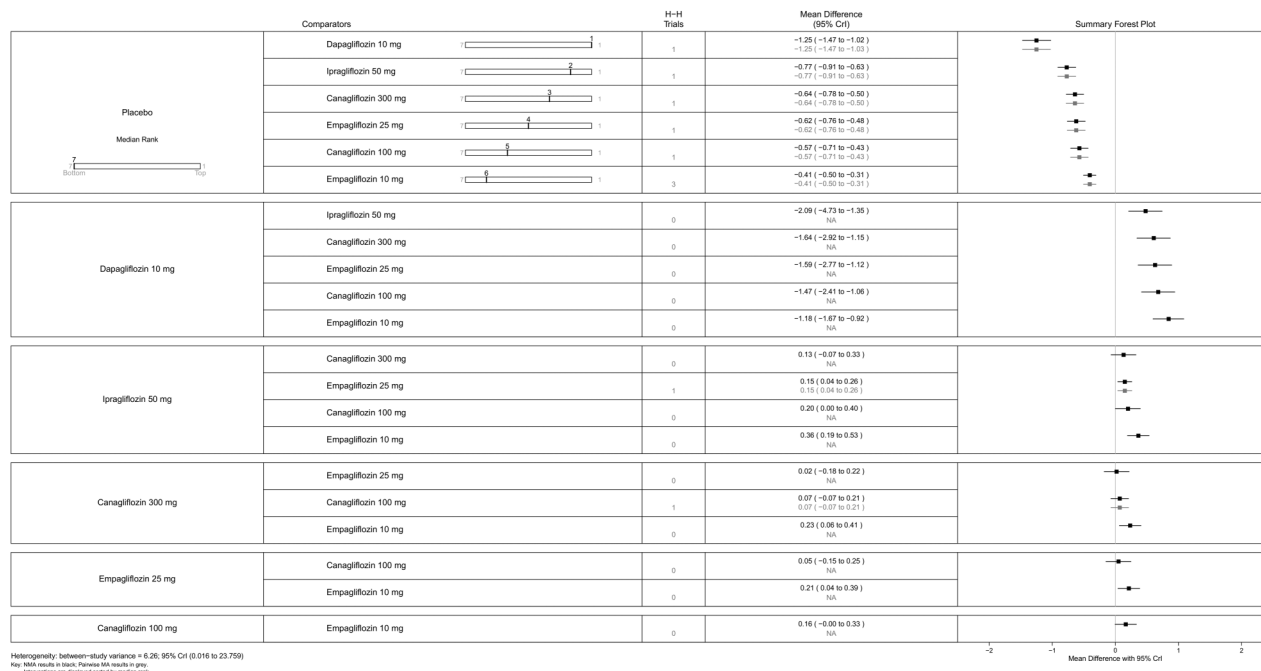 Comparators
H−H
Trials
Mean Difference
(95% CrI)
Summary Forest Plot
Placebo
Median Rank
7
7
1
Bottom
Top
Dapagliflozin 10 mg
1
7
1
−1.25 ( −1.47 to −1.02 )
−1.25 ( −1.47 to −1.03 )
Ipragliflozin 50 mg
2
7
1
1
−0.77 ( −0.91 to −0.63 )
−0.77 ( −0.91 to −0.63 )
Canagliflozin 300 mg
3
7
1
1
−0.64 ( −0.78 to −0.50 )
−0.64 ( −0.78 to −0.50 )
Empagliflozin 25 mg
4
7
1
1
−0.62 ( −0.76 to −0.48 )
−0.62 ( −0.76 to −0.48 )
Canagliflozin 100 mg
5
7
1
1
−0.57 ( −0.71 to −0.43 )
−0.57 ( −0.71 to −0.43 )
Empagliflozin 10 mg
6
7
1
3
−0.41 ( −0.50 to −0.31 )
−0.41 ( −0.50 to −0.31 )
Dapagliflozin 10 mg
Ipragliflozin 50 mg
0
−2.09 ( −4.73 to −1.35 )
NA
Canagliflozin 300 mg
0
−1.64 ( −2.92 to −1.15 )
NA
Empagliflozin 25 mg
0
−1.59 ( −2.77 to −1.12 )
NA
Canagliflozin 100 mg
0
−1.47 ( −2.41 to −1.06 )
NA
Empagliflozin 10 mg
0
−1.18 ( −1.67 to −0.92 )
NA
Ipragliflozin 50 mg
Canagliflozin 300 mg
0
0.13 ( −0.07 to 0.33 )
NA
Empagliflozin 25 mg
1
0.15 ( 0.04 to 0.26 )
0.15 ( 0.04 to 0.26 )
Canagliflozin 100 mg
0
0.20 ( 0.00 to 0.40 )
NA
Empagliflozin 10 mg
0
0.36 ( 0.19 to 0.53 )
NA
Canagliflozin 300 mg
Empagliflozin 25 mg
0
0.02 ( −0.18 to 0.22 )
NA
Canagliflozin 100 mg
1
0.07 ( −0.07 to 0.21 )
0.07 ( −0.07 to 0.21 )
Empagliflozin 10 mg
0
0.23 ( 0.06 to 0.41 )
NA
Empagliflozin 25 mg
Canagliflozin 100 mg
0
0.05 ( −0.15 to 0.25 )
NA
Empagliflozin 10 mg
0
0.21 ( 0.04 to 0.39 )
NA
Canagliflozin 100 mg
Empagliflozin 10 mg
0
0.16 ( −0.00 to 0.33 )
NA
−2
−1
0
1
2
Mean Difference with 95% CrI
Heterogeneity: between−study variance = 6.26; 95% CrI (0.016 to 23.759)
Key: NMA results in black; Pairwise MA results in grey.